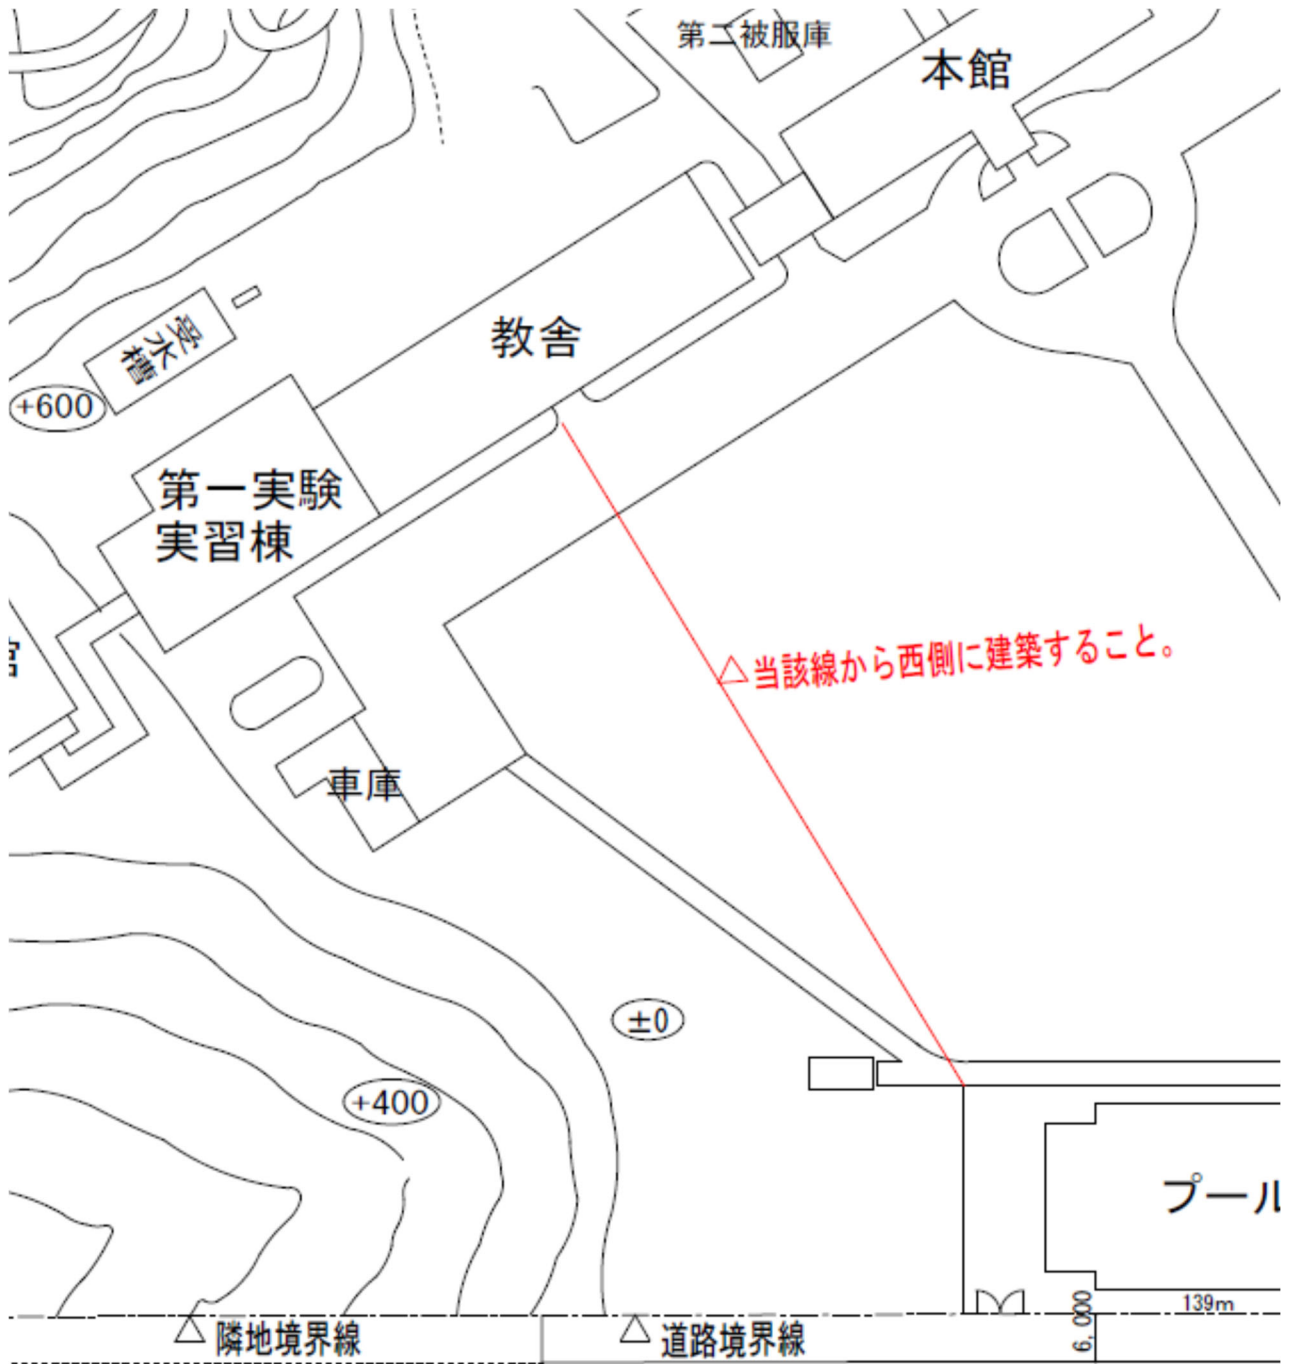 第二被服庫
本館
教舎
受水
槽
+600
第一実験
実習棟
当該線から西側に建築すること。
車庫
±0
+400
プール
139m
6,000
隣地境界線
道路境界線